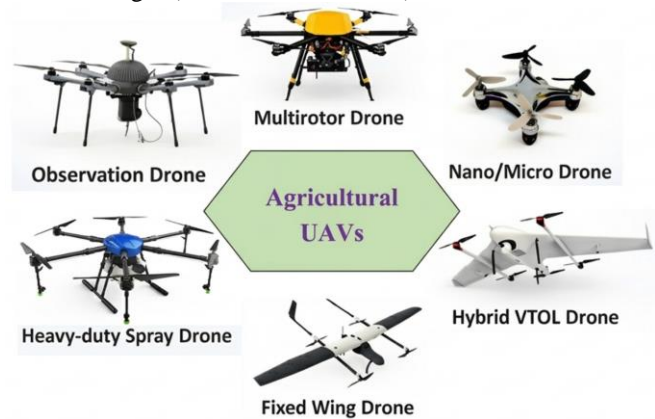 Multirotor Drone
Observation Drone
Nano/Micro Drone
Agricultural
UAVs
Heavy-duty Spray Drone
Hybrid VTOL Drone
Fixed Wing Drone